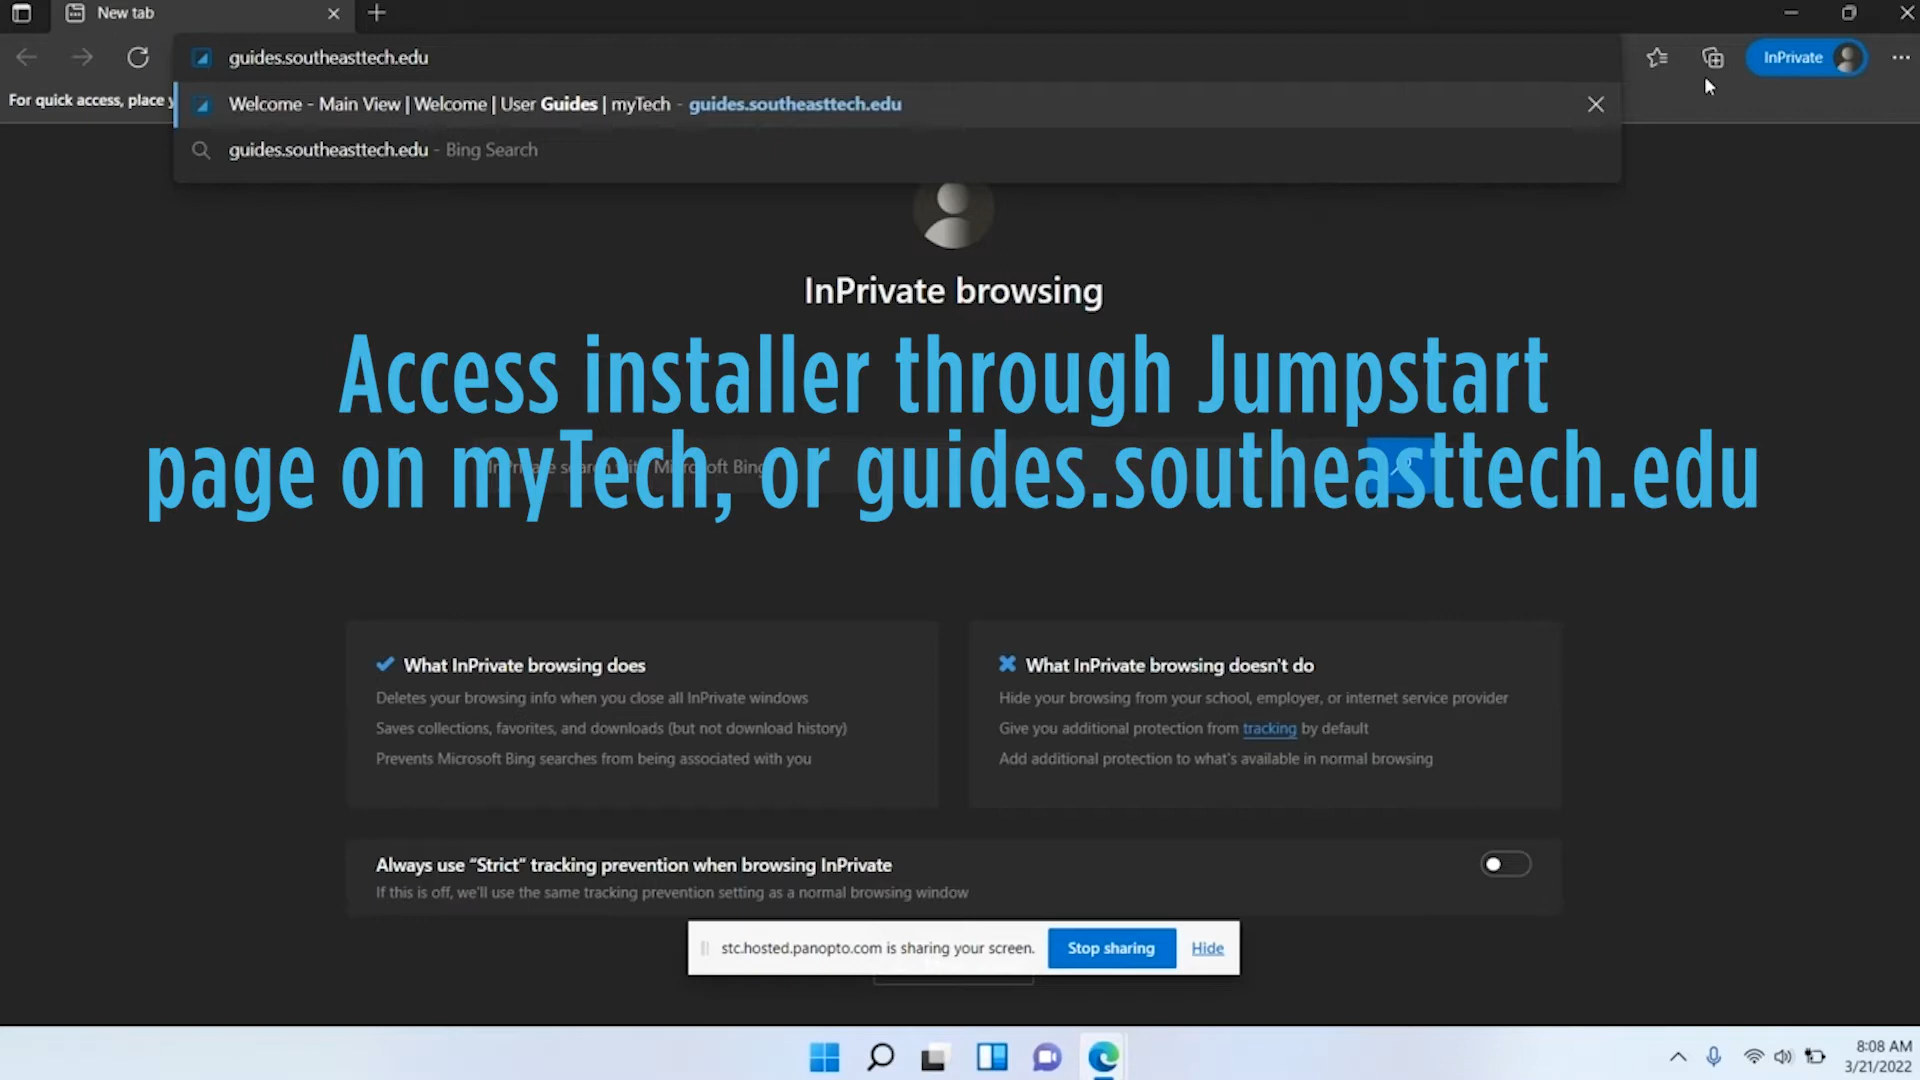 New tab
guides.southeasttech.edu
InPrivate
For quick access, place y
Welcome - Main View | Welcome | User Guides | myTech - guides.southeasttech.edu
guides.southeasttech.edu - Bing Search
InPrivate browsing
Access installer through Jumpstart
page on myTech, or guides.southeasttech.edu
What InPrivate browsing does
Deletes your browsing info when you close all InPrivate windows
Saves collections, favorites, and downloads (but not download history)
Prevents Microsoft Bing searches from being associated with you
What InPrivate browsing doesn't do
Hide your browsing from your school, employer, or internet service provider
Give you additional protection from tracking by default
Add additional protection to what's available in normal browsing
Always use “Strict” tracking prevention when browsing InPrivate
If this is off, we'll use the same tracking prevention setting as a normal browsing window
stc.hosted.panopto.com is sharing your screen.
Stop sharing
Hide
8:08 AM
3/21/2022